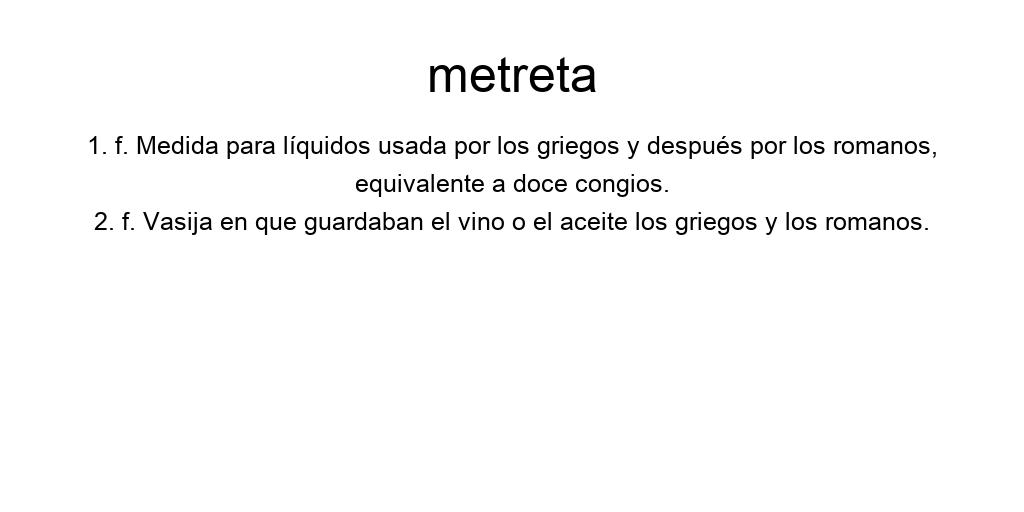 metreta
1. f. Medida para líquidos usada por los griegos y después por los romanos,
equivalente a doce congios.
2. f. Vasija en que guardaban el vino o el aceite los griegos y los romanos.